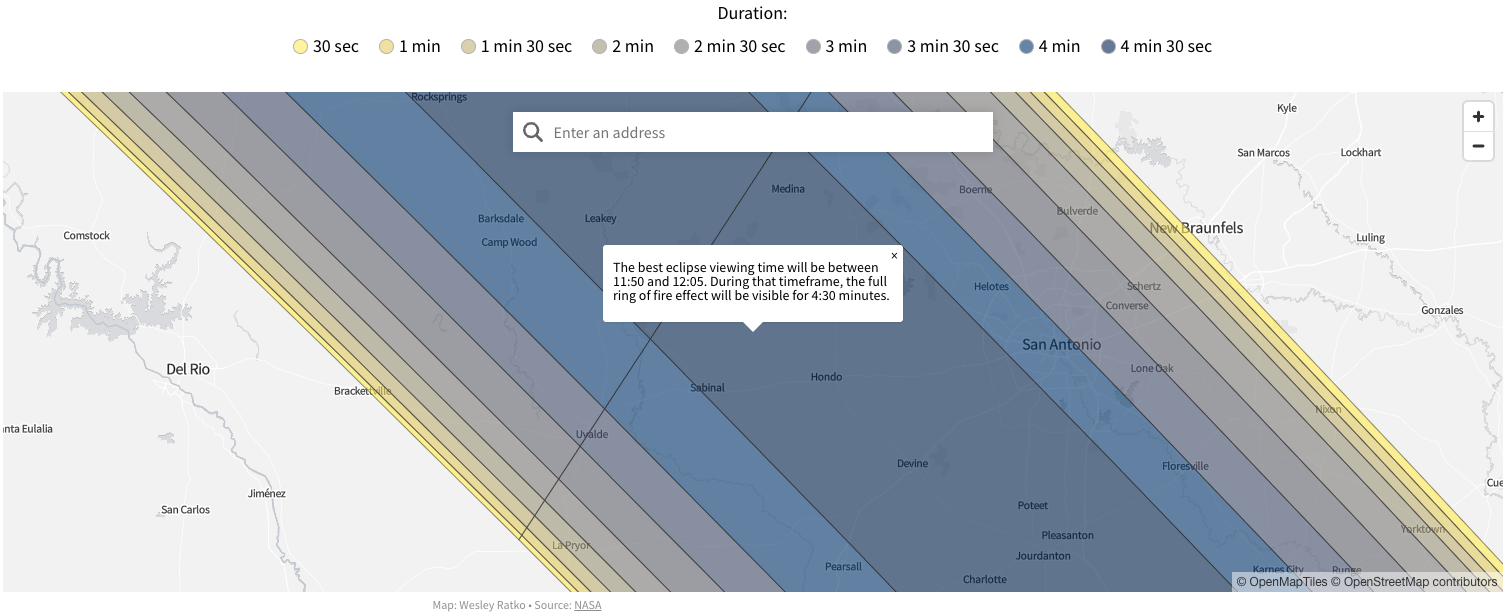 Duration:
30 sec 1 min 1 min 30 sec 2 min 2 min 30 sec 3 min 3 min 30 sec 4 min 4 min 30 sec
Rocksprings
Kyle
Enter an address
+
San Marcos Lockhart
−
Medina Boerne
Barksdale Leakey Bulverde
New Braunfels
Comstock Camp Wood Luling
×
The best eclipse viewing time will be between
11:50 and 12:05. During that timeframe, the full
ring of fire effect will be visible for 4:30 minutes.
Helotes Schertz
Converse Gonzales
San Antonio
Del Rio Lone Oak
Brackettville Sabinal Hondo
Nixon
nta Eulalia Uvalde
Devine Floresville
Jiménez Cue
San Carlos Poteet
Yorktown
La Pryor Pleasanton
Jourdanton
Pearsall Karnes City Runge
Charlotte
© OpenMapTiles © OpenStreetMap contributors
Map: Wesley Ratko • Source: NASA